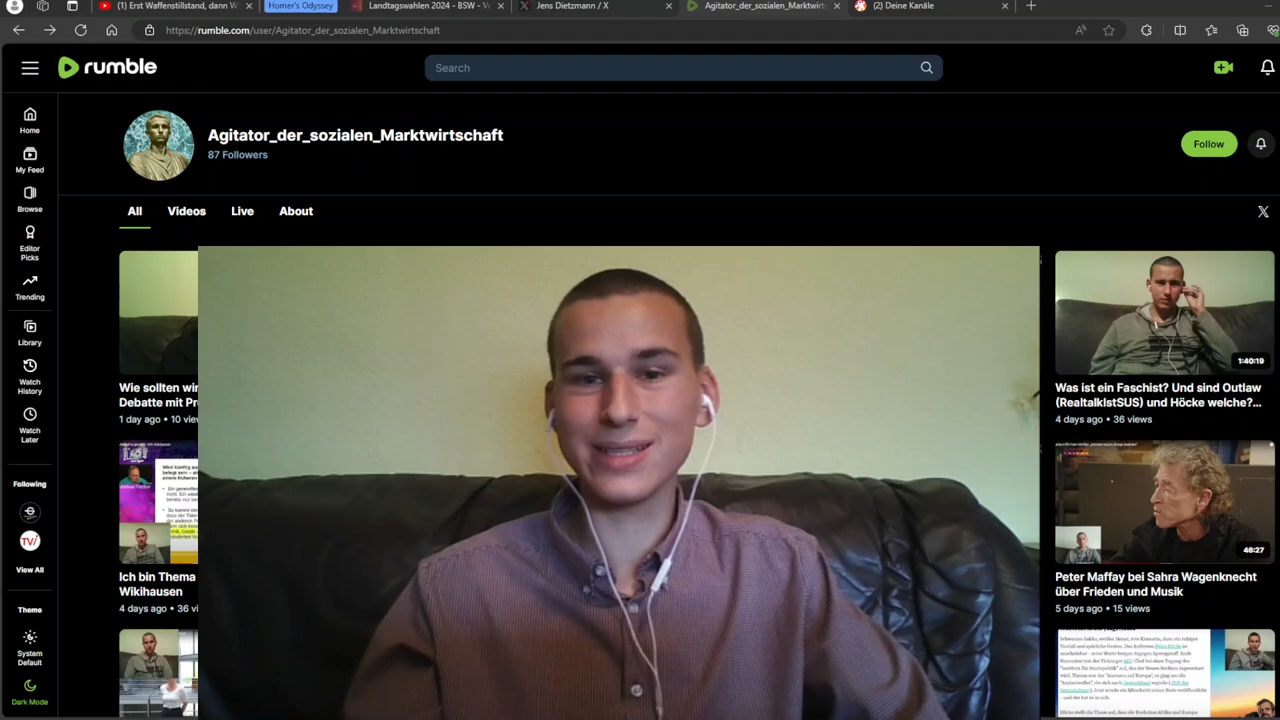 (1) Erst Waffenstillstand, dann W
Homer's Odyssey
Landtagswahlen 2024 - BSW - V
Jens Dietzmann / X
Agitator_der_sozialen_Marktwirtsch
(2) Deine Kanäle
https://rumble.com/user/Agitator_der_sozialen_Marktwirtschaft
rumble
Search
Agitator_der_sozialen_Marktwirtschaft
87 Followers
Follow
All
Videos
Live
About
Home
My Feed
Browse
Editor
Picks
Trending
Library
Watch
History
Watch
Later
Following
View All
Theme
System
Default
Dark Mode
Wie sollten wir
Debatte mit Pr
1 day ago • 10 view
Ich bin Thema
Wikihausen
4 days ago • 36 vi
1:40:19
Was ist ein Faschist? Und sind Outlaw
(RealtalkIstSUS) und Höcke welche?...
4 days ago • 36 views
46:27
Peter Maffay bei Sahra Wagenknecht
über Frieden und Musik
5 days ago • 15 views